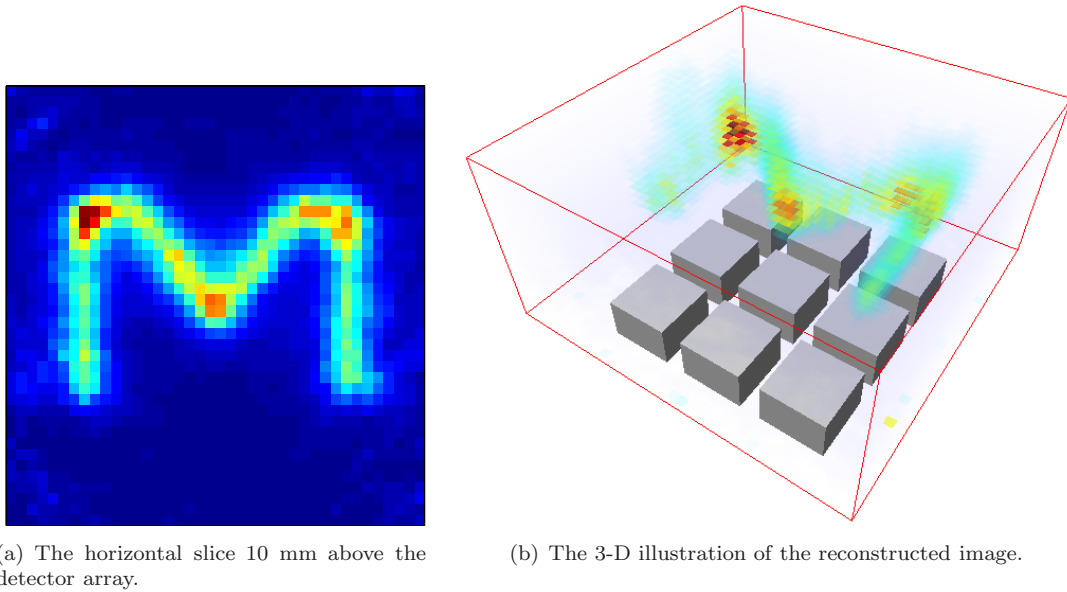 M
(a) The horizontal slice 10 mm above the
detector array.
(b) The 3-D illustration of the reconstructed image.